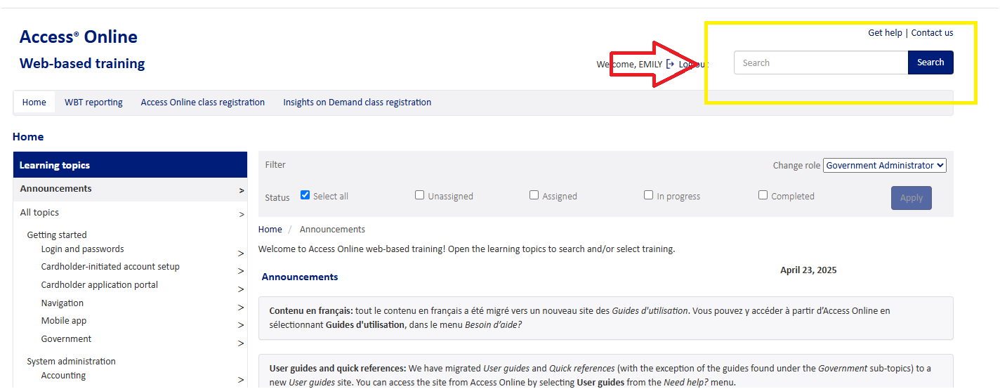 Access® Online
Get help | Contact us
Web-based training
Welcome, EMILY Log out
Search Search
Home WBT reporting Access Online class registration Insights on Demand class registration
Home
Learning topics
Announcements >
All topics >
Getting started
Login and passwords >
Cardholder-initiated account setup >
Cardholder application portal >
Navigation >
Mobile app >
Government >
System administration
Accounting >
Filter Change role Government Administrator
Status Select all Unassigned Assigned In progress Completed Apply
Home / Announcements
Welcome to Access Online web-based training! Open the learning topics to search and/or select training.
April 23, 2025
Announcements
Contenu en français: tout le contenu en français a été migré vers un nouveau site des Guides d'utilisation. Vous pouvez y accéder à partir d’Access Online en
sélectionnant Guides d'utilisation, dans le menu Besoin d’aide?
User guides and quick references: We have migrated User guides and Quick references (with the exception of the guides found under the Government sub-topics) to a
new User guides site. You can access the site from Access Online by selecting User guides from the Need help? menu.